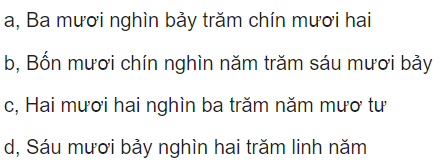 a, Ba mươi nghìn bảy trăm chín mươi hai
b, Bốn mươi chín nghìn năm trăm sáu mươi bảy
c, Hai mươi hai nghìn ba trăm năm mươ tư
d, Sáu mươi bảy nghìn hai trăm linh năm